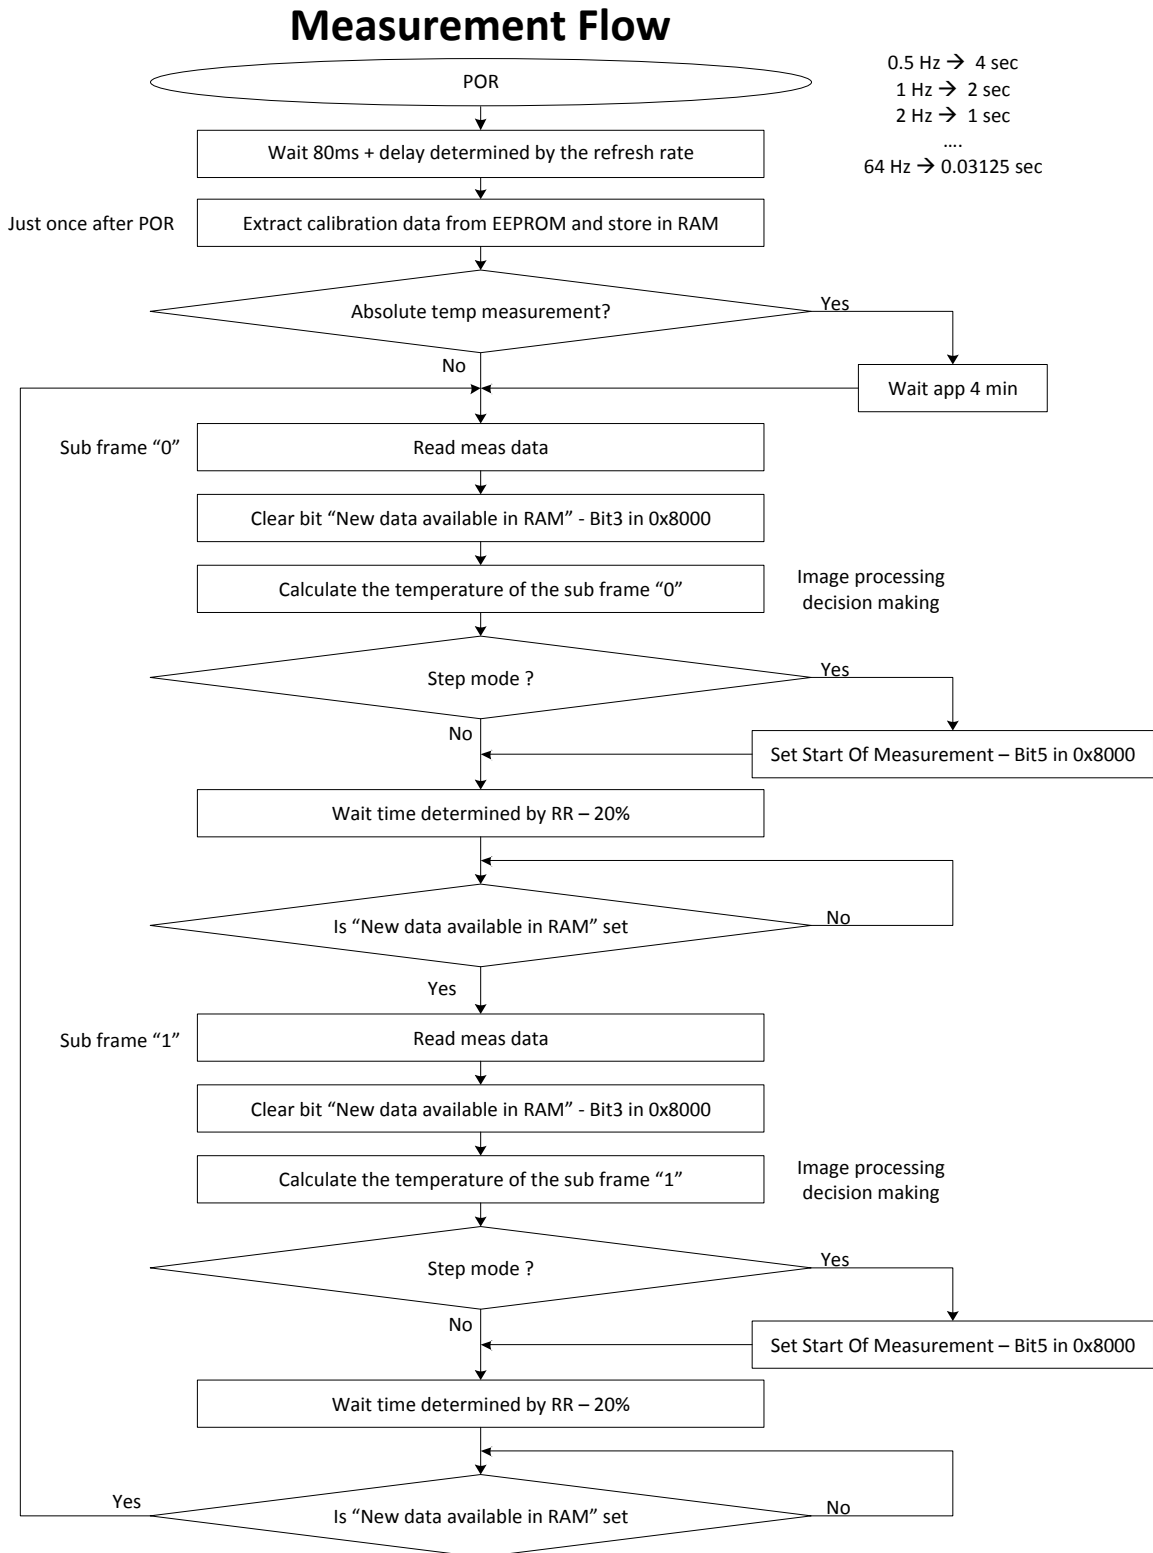 Measurement Flow
0.5 Hz → 4 sec
1 Hz → 2 sec
2 Hz → 1 sec
....
64 Hz → 0.03125 sec
POR
Wait 80ms + delay determined by the refresh rate
Just once after POR
Extract calibration data from EEPROM and store in RAM
Absolute temp measurement?
Yes
No
Wait app 4 min
Sub frame “0”
Read meas data
Clear bit “New data available in RAM” - Bit3 in 0x8000
Calculate the temperature of the sub frame “0”
Image processing
decision making
Step mode ?
Yes
No
Set Start Of Measurement – Bit5 in 0x8000
Wait time determined by RR – 20%
Is “New data available in RAM” set
No
Yes
Sub frame “1”
Read meas data
Clear bit “New data available in RAM” - Bit3 in 0x8000
Calculate the temperature of the sub frame “1”
Image processing
decision making
Step mode ?
Yes
No
Set Start Of Measurement – Bit5 in 0x8000
Wait time determined by RR – 20%
Yes
Is “New data available in RAM” set
No